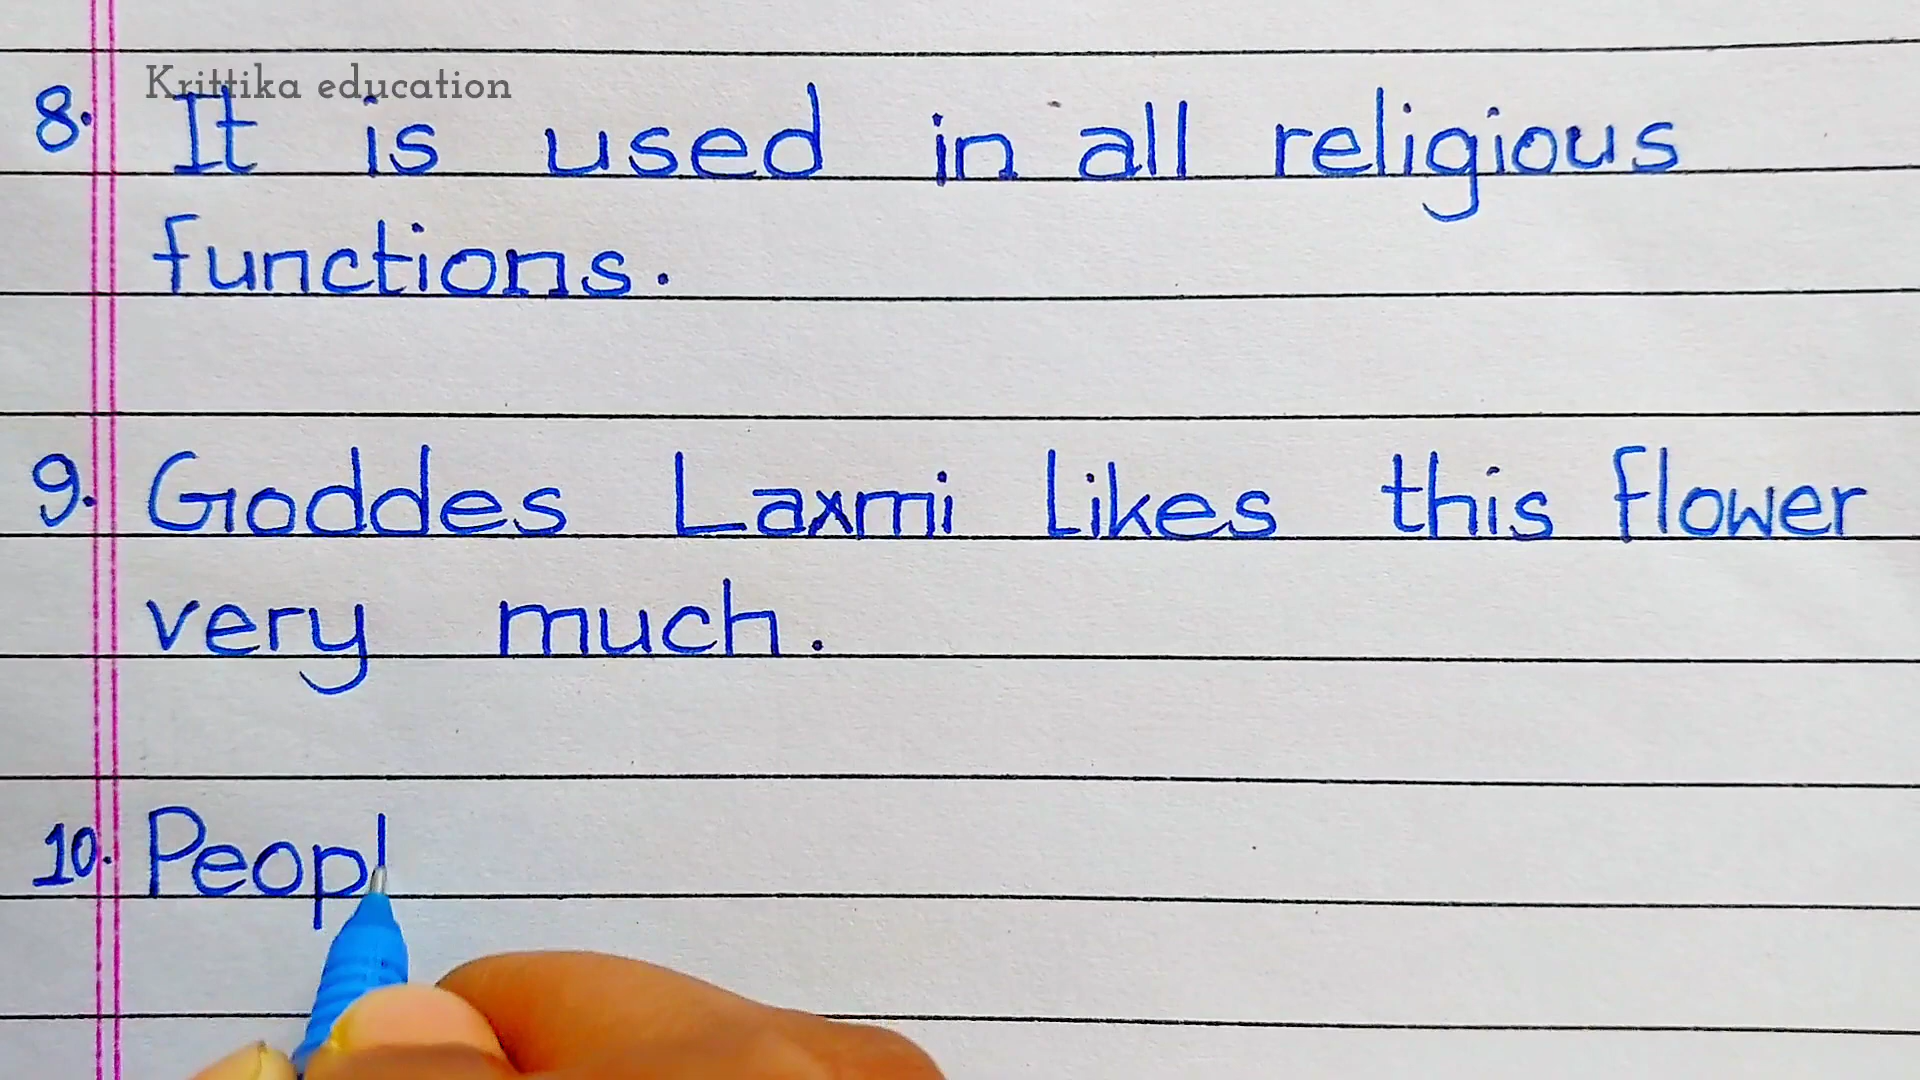 Krittika education
8. It is used in all religious
functions.
9. Goddes Laxmi likes this flower
very much.
10. Peopl